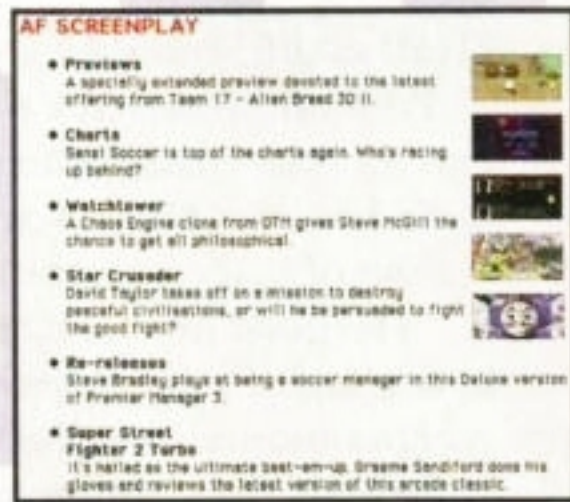 AF SCREENPLAY
• Previews
A specially extended preview devoted to the latest
offering from Team 17 - Alien Breed 3D II.
• Charts
Sensi Soccer is top of the charts again. Who's racing
up behind?
• Watchtower
A Chaos Engine clone from OTM gives Steve McGill the
chance to get all philosophical.
• Star Crusader
David Taylor takes off on a mission to destroy
peaceful civilisations, or will he be persuaded to fight
the good fight?
• Re-releases
Steve Bradley plays at being a soccer manager in this Deluxe version
of Premier Manager 3.
• Super Street
Fighter 2 Turbo
It's hailed as the ultimate beat-em-up. Graeme Sandiford dons his
gloves and reviews the latest version of this arcade classic.